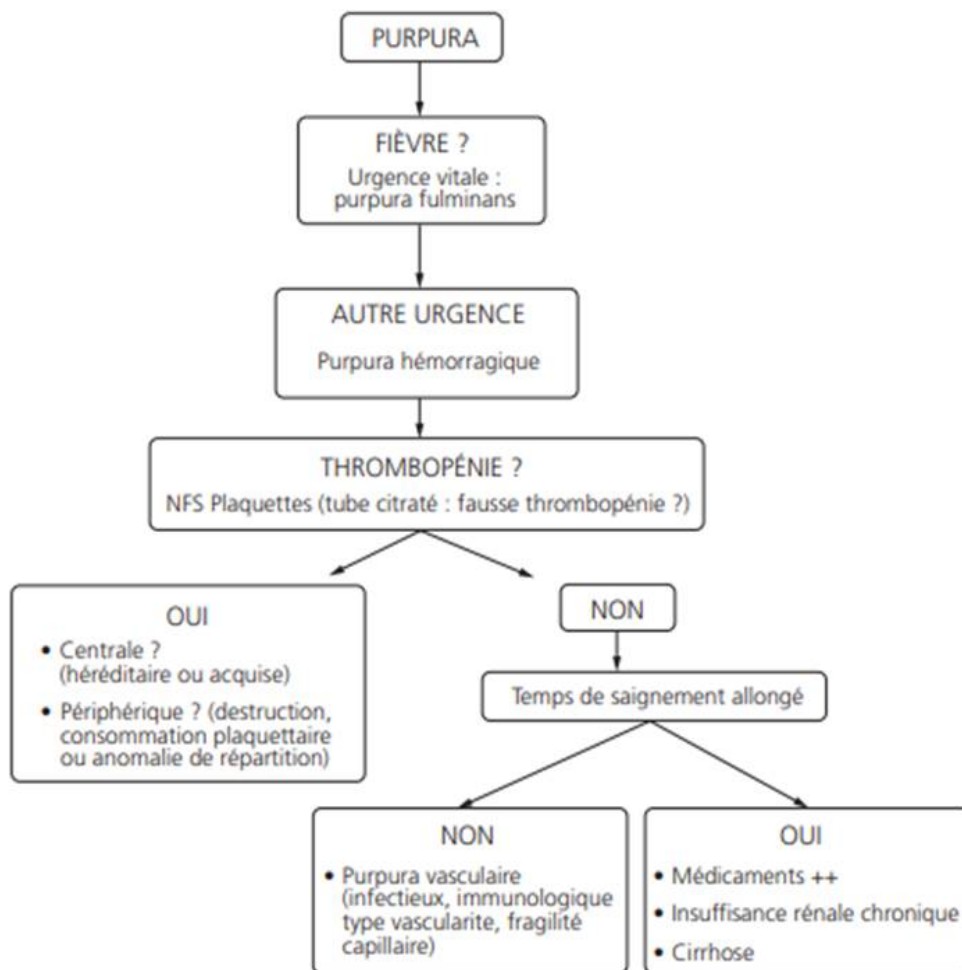 PURPURA
FIÈVRE ?
Urgence vitale :
purpura fulminans
AUTRE URGENCE
Purpura hémorragique
THROMBOPÉNIE ?
NFS Plaquettes (tube citraté : fausse thrombopénie ?)
OUI
• Centrale ?
(héréditaire ou acquise)
• Périphérique ? (destruction,
consommation plaquettaire
ou anomalie de répartition)
NON
Temps de saignement allongé
NON
• Purpura vasculaire
(infectieux, immunologique
type vascularite, fragilité
capillaire)
OUI
• Médicaments ++
• Insuffisance rénale chronique
• Cirrhose